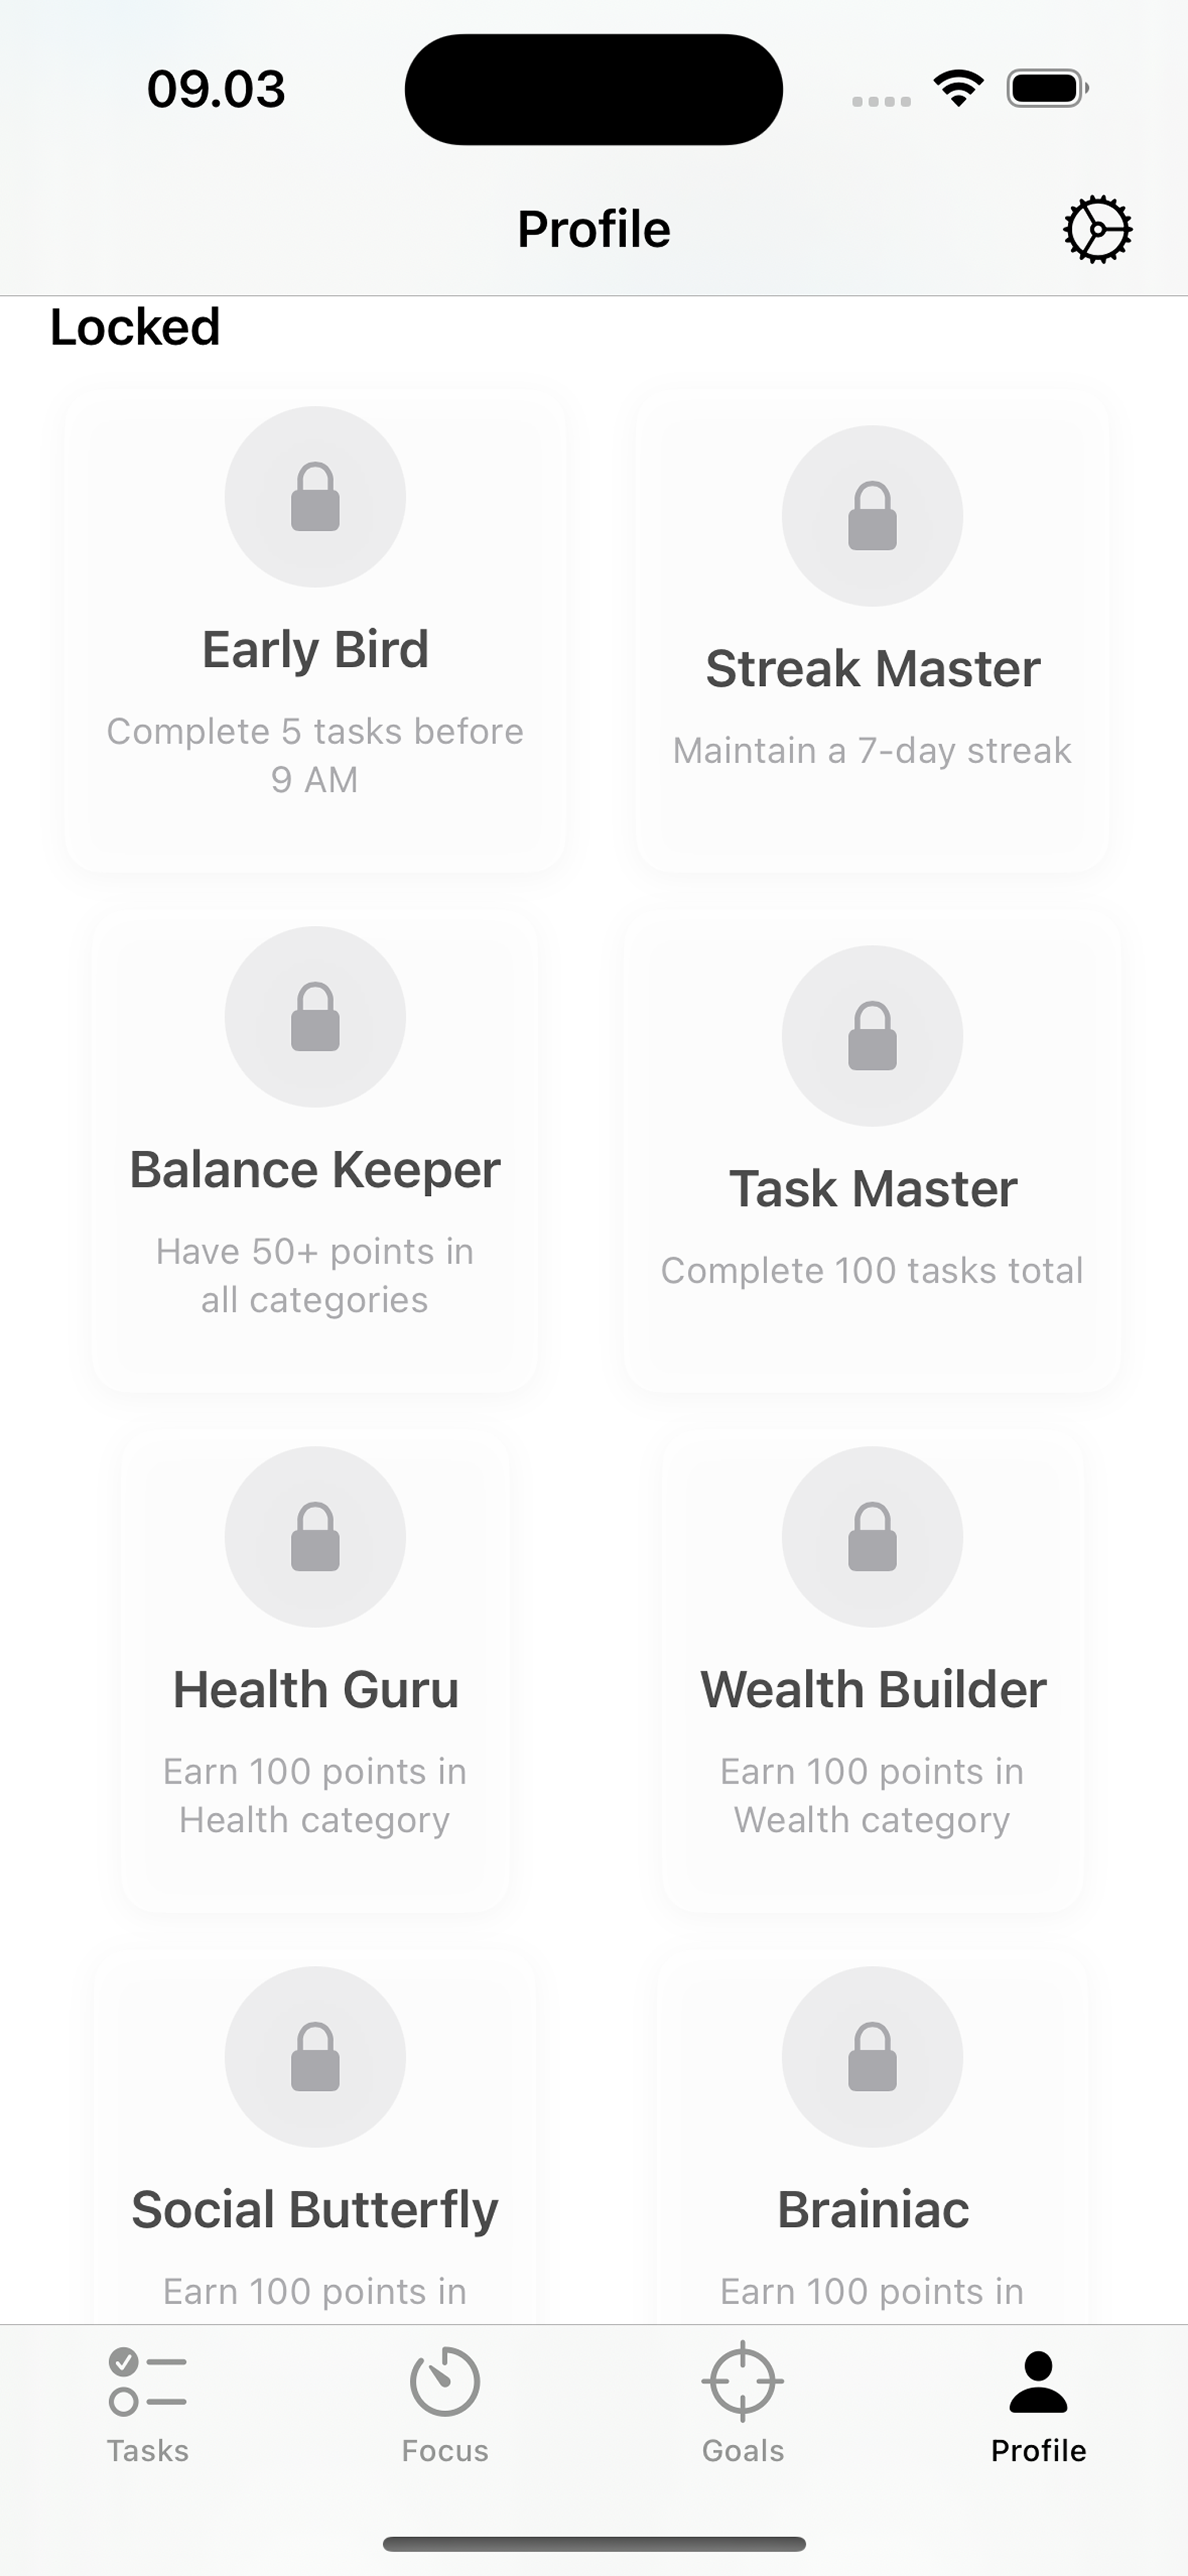 09.03
Profile
Locked
Early Bird
Complete 5 tasks before
9 AM
Streak Master
Maintain a 7-day streak
Balance Keeper
Have 50+ points in
all categories
Task Master
Complete 100 tasks total
Health Guru
Earn 100 points in
Health category
Wealth Builder
Earn 100 points in
Wealth category
Social Butterfly
Earn 100 points in
Brainiac
Earn 100 points in
Tasks
Focus
Goals
Profile